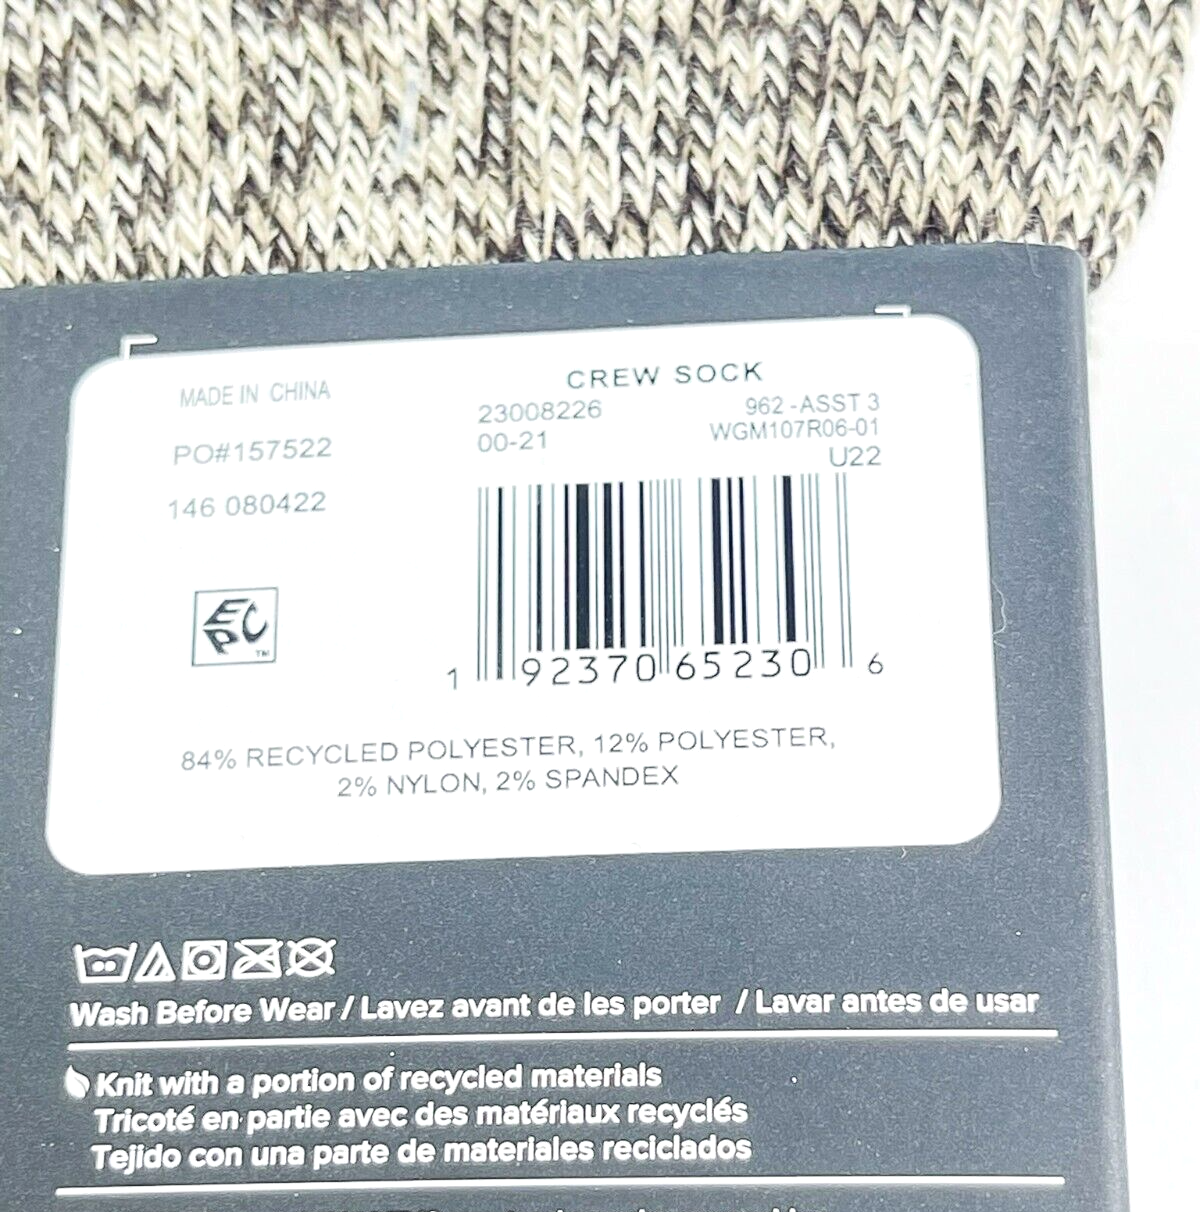 MADE IN CHINA
PO#157522
146 080422
CREW SOCK
23008226
962-ASST 3
00-21
WGM107R06-01
U22
EPC™
1 92370 65230 6
84% RECYCLED POLYESTER, 12% POLYESTER,
2% NYLON, 2% SPANDEX
Wash Before Wear / Lavez avant de les porter / Lavar antes de usar
Knit with a portion of recycled materials
Tricoté en partie avec des matériaux recyclés
Tejido con una parte de materiales reciclados